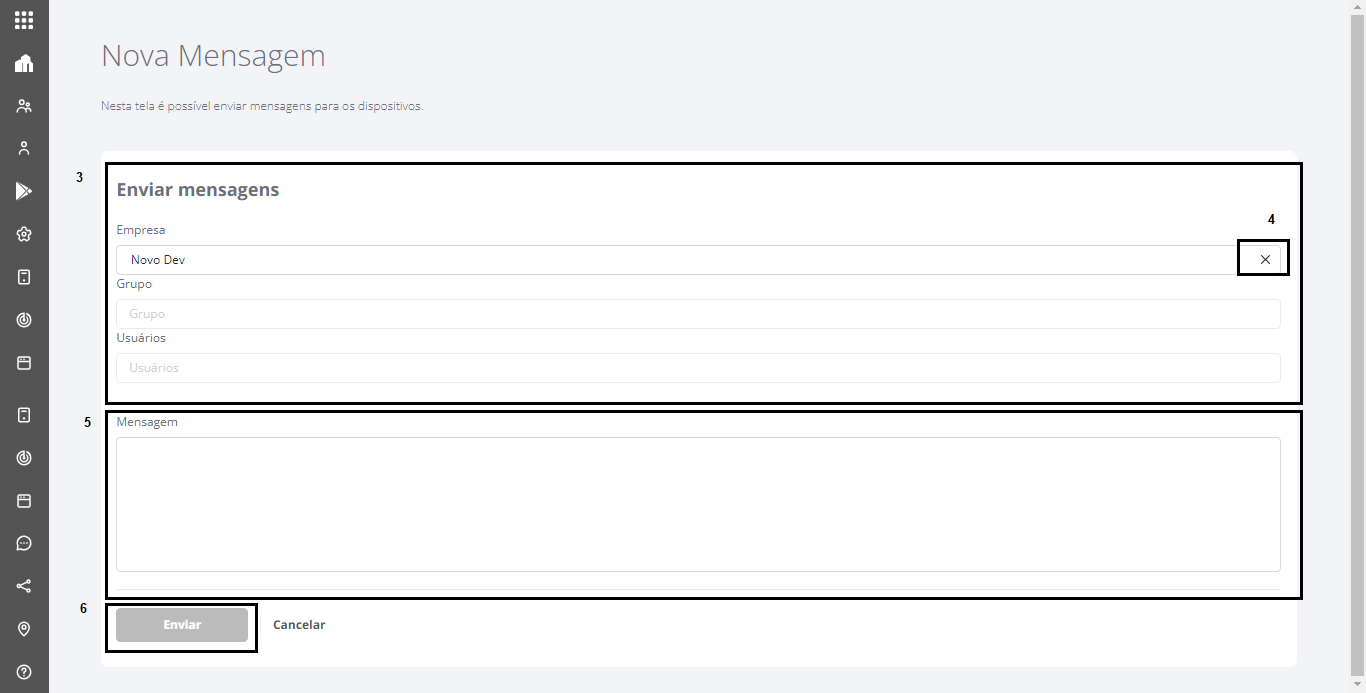 Nova Mensagem
Nesta tela é possível enviar mensagens para os dispositivos.
3
Enviar mensagens
4
Empresa
Novo Dev
Grupo
Grupo
Usuários
Usuários
5
Mensagem
6
Enviar Cancelar